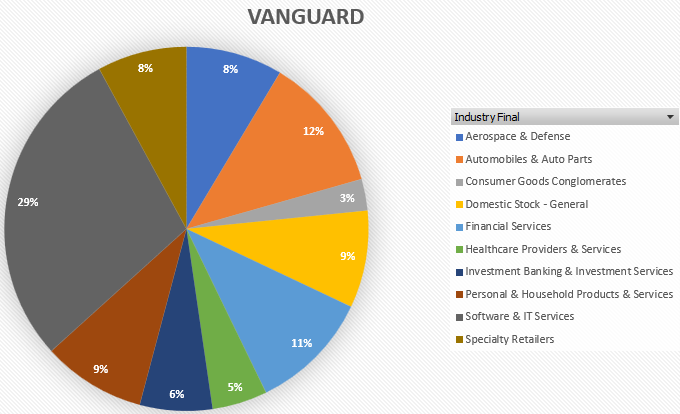 VANGUARD
8%
8%
12%
3%
9%
11%
5%
6%
9%
29%
Industry Final
Aerospace & Defense
Automobiles & Auto Parts
Consumer Goods Conglomerates
Domestic Stock - General
Financial Services
Healthcare Providers & Services
Investment Banking & Investment Services
Personal & Household Products & Services
Software & IT Services
Specialty Retailers